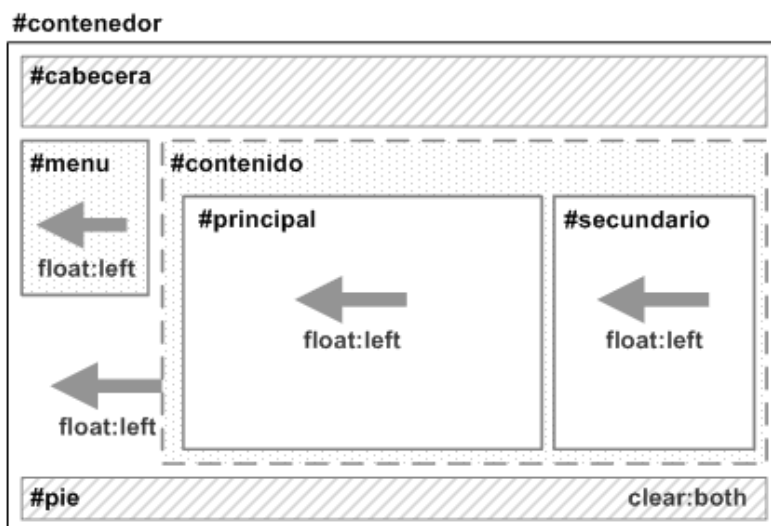 #contenedor
#cabecera
#menu
float:left
#contenido
#principal
float:left
#secundario
float:left
float:left
#pie
clear:both